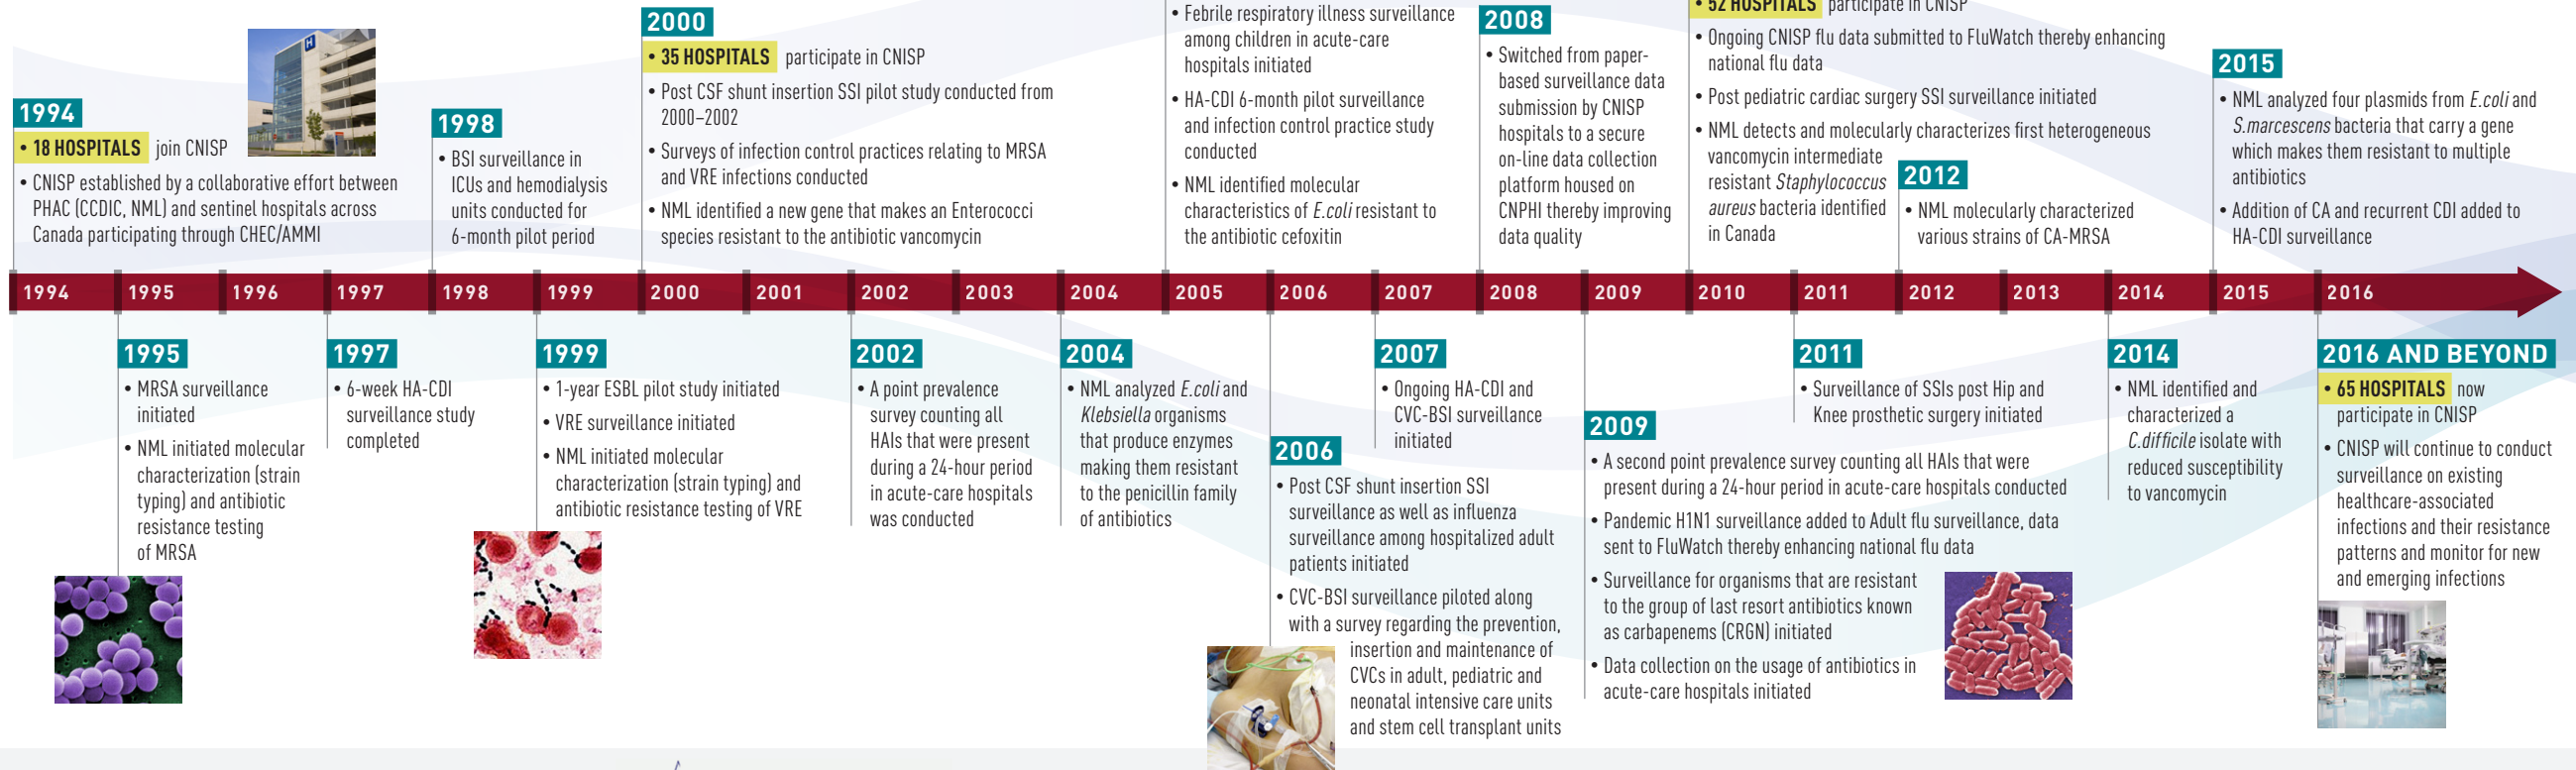 1994
• 18 HOSPITALS join CNISP
• CNISP established by a collaborative effort between
PHAC (CCDIC, NML) and sentinel hospitals across
Canada participating through CHEC/AMMI
H
1998
• BSI surveillance in
ICUs and hemodialysis
units conducted for
6-month pilot period
2000
• 35 HOSPITALS participate in CNISP
• Post CSF shunt insertion SSI pilot study conducted from
2000–2002
• Surveys of infection control practices relating to MRSA
and VRE infections conducted
• NML identified a new gene that makes an Enterococci
species resistant to the antibiotic vancomycin
• Febrile respiratory illness surveillance
among children in acute-care
hospitals initiated
• HA-CDI 6-month pilot surveillance
and infection control practice study
conducted
• NML identified molecular
characteristics of E.coli resistant to
the antibiotic cefoxitin
2008
• Switched from paper-
based surveillance data
submission by CNISP
hospitals to a secure
on-line data collection
platform housed on
CNPHI thereby improving
data quality
• 52 HOSPITALS participate in CNISP
• Ongoing CNISP flu data submitted to FluWatch thereby enhancing
national flu data
• Post pediatric cardiac surgery SSI surveillance initiated
• NML detects and molecularly characterizes first heterogeneous
vancomycin intermediate
resistant Staphylococcus
aureus bacteria identified
in Canada
2012
• NML molecularly characterized
various strains of CA-MRSA
2015
• NML analyzed four plasmids from E.coli and
S.marcescens bacteria that carry a gene
which makes them resistant to multiple
antibiotics
• Addition of CA and recurrent CDI added to
HA-CDI surveillance
1994 1995 1996 1997 1998 1999 2000 2001 2002 2003 2004 2005 2006 2007 2008 2009 2010 2011 2012 2013 2014 2015 2016
1995
• MRSA surveillance
initiated
• NML initiated molecular
characterization (strain
typing) and antibiotic
resistance testing
of MRSA
1997
• 6-week HA-CDI
surveillance study
completed
1999
• 1-year ESBL pilot study initiated
• VRE surveillance initiated
• NML initiated molecular
characterization (strain typing) and
antibiotic resistance testing of VRE
2002
• A point prevalence
survey counting all
HAIs that were present
during a 24-hour period
in acute-care hospitals
was conducted
2004
• NML analyzed E.coli and
Klebsiella organisms
that produce enzymes
making them resistant
to the penicillin family
of antibiotics
2006
• Post CSF shunt insertion SSI
surveillance as well as influenza
surveillance among hospitalized adult
patients initiated
• CVC-BSI surveillance piloted along
with a survey regarding the prevention,
insertion and maintenance of
CVCs in adult, pediatric and
neonatal intensive care units
and stem cell transplant units
2007
• Ongoing HA-CDI and
CVC-BSI surveillance
initiated
2009
• A second point prevalence survey counting all HAIs that were
present during a 24-hour period in acute-care hospitals conducted
• Pandemic H1N1 surveillance added to Adult flu surveillance, data
sent to FluWatch thereby enhancing national flu data
• Surveillance for organisms that are resistant
to the group of last resort antibiotics known
as carbapenems (CRGN) initiated
• Data collection on the usage of antibiotics in
acute-care hospitals initiated
2011
• Surveillance of SSIs post Hip and
Knee prosthetic surgery initiated
2014
• NML identified and
characterized a
C.difficile isolate with
reduced susceptibility
to vancomycin
2016 AND BEYOND
• 65 HOSPITALS now
participate in CNISP
• CNISP will continue to conduct
surveillance on existing
healthcare-associated
infections and their resistance
patterns and monitor for new
and emerging infections